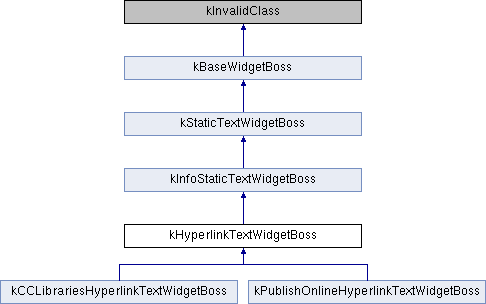 kInvalidClass
kBaseWidgetBoss
kStaticTextWidgetBoss
kInfoStaticTextWidgetBoss
kHyperlinkTextWidgetBoss
kCCLibrariesHyperlinkTextWidgetBoss
kPublishOnlineHyperlinkTextWidgetBoss